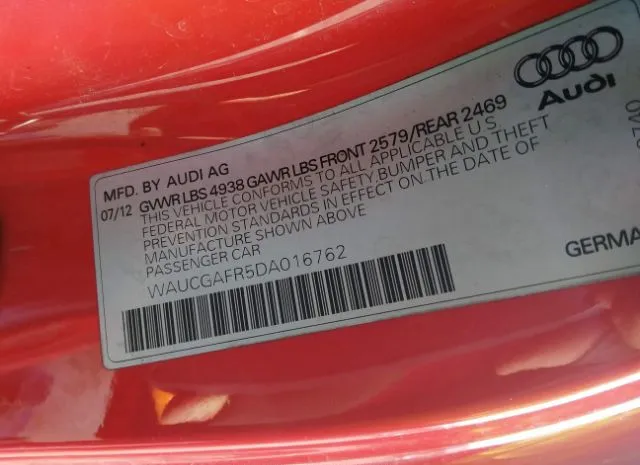 AUDI
MFD. BY AUDI AG
07/12 GVWR LBS 4938 GAWR LBS FRONT 2579/REAR 2469
THIS VEHICLE CONFORMS TO ALL APPLICABLE U S
FEDERAL MOTOR VEHICLE SAFETY,BUMPER AND THEFT
PREVENTION STANDARDS IN EFFECT ON THE DATE OF
MANUFACTURE SHOWN ABOVE
PASSENGER CAR
WAUCGAFR5DA016762
GERMA